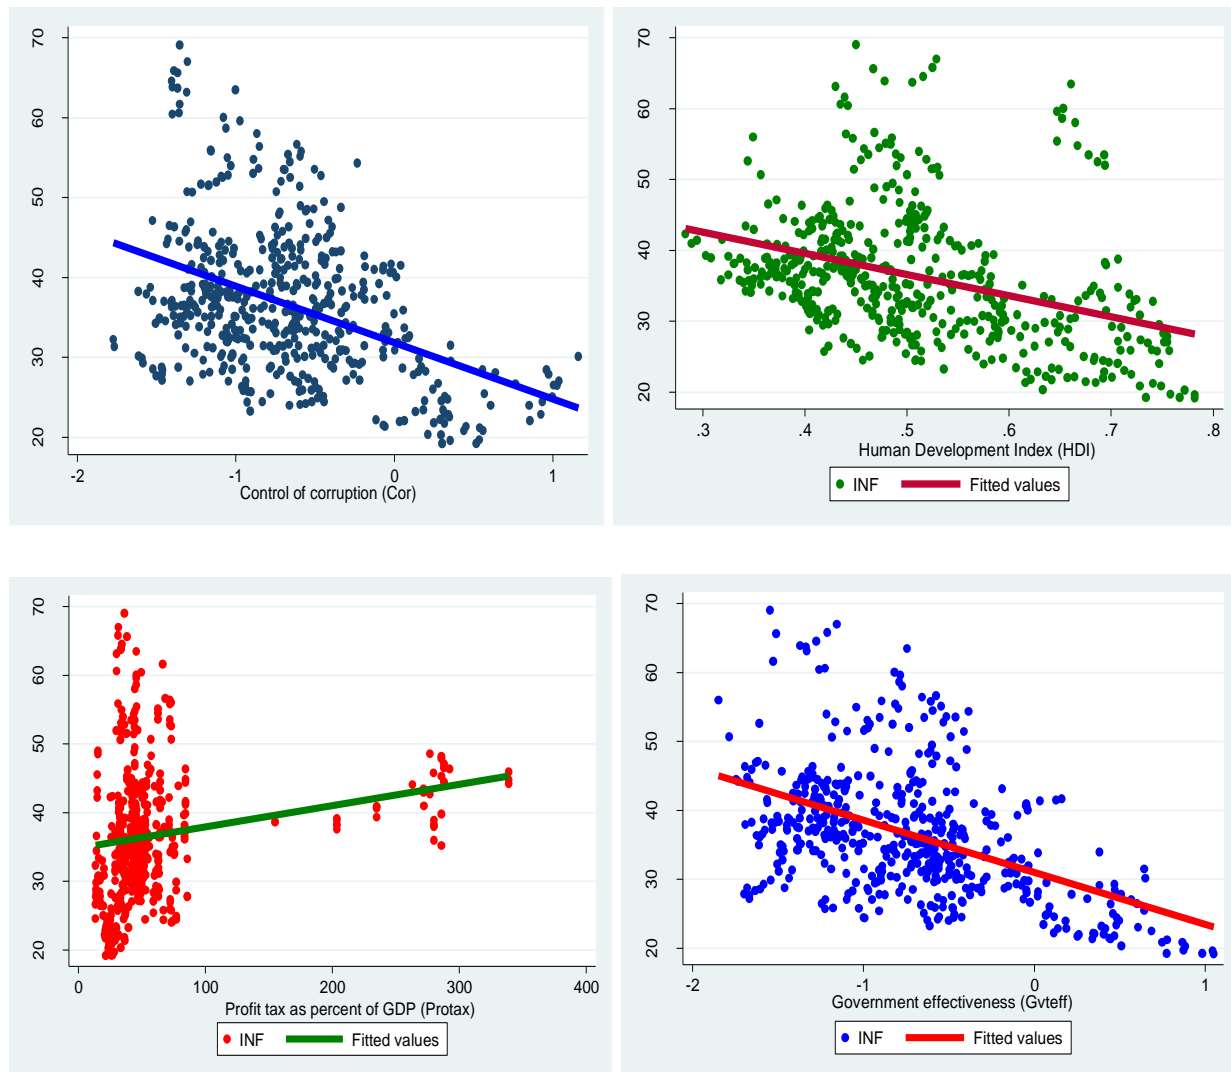 70
60
50
40
30
20
-2 -1 0 1
Control of corruption (Cor)
70
60
50
40
30
20
.3 .4 .5 .6 .7 .8
Human Development Index (HDI)
INF Fitted values
70
60
50
40
30
20
0 100 200 300 400
Profit tax as percent of GDP (Protax)
INF Fitted values
70
60
50
40
30
20
-2 -1 0 1
Government effectiveness (Gvteff)
INF Fitted values